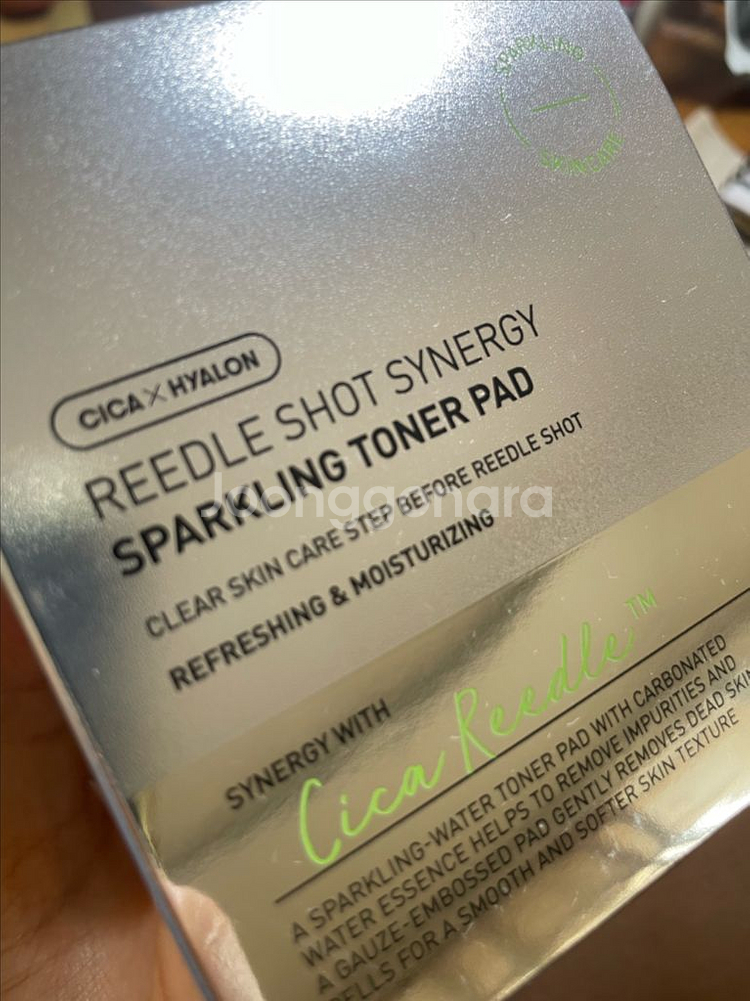 SPARKLING
SKINCARE
CICA X HYALON
REEDLE SHOT SYNERGY
SPARKLING TONER PAD
CLEAR SKIN CARE STEP BEFORE REEDLE SHOT
REFRESHING & MOISTURIZING
Juonggonara
SYNERGY WITH
Cica Reedle™
A SPARKLING-WATER TONER PAD WITH CARBONATED
WATER ESSENCE HELPS TO REMOVE IMPURITIES AND
A GAUZE-EMBOSSED PAD GENTLY REMOVES DEAD SKIN
CELLS FOR A SMOOTH AND SOFTER SKIN TEXTURE